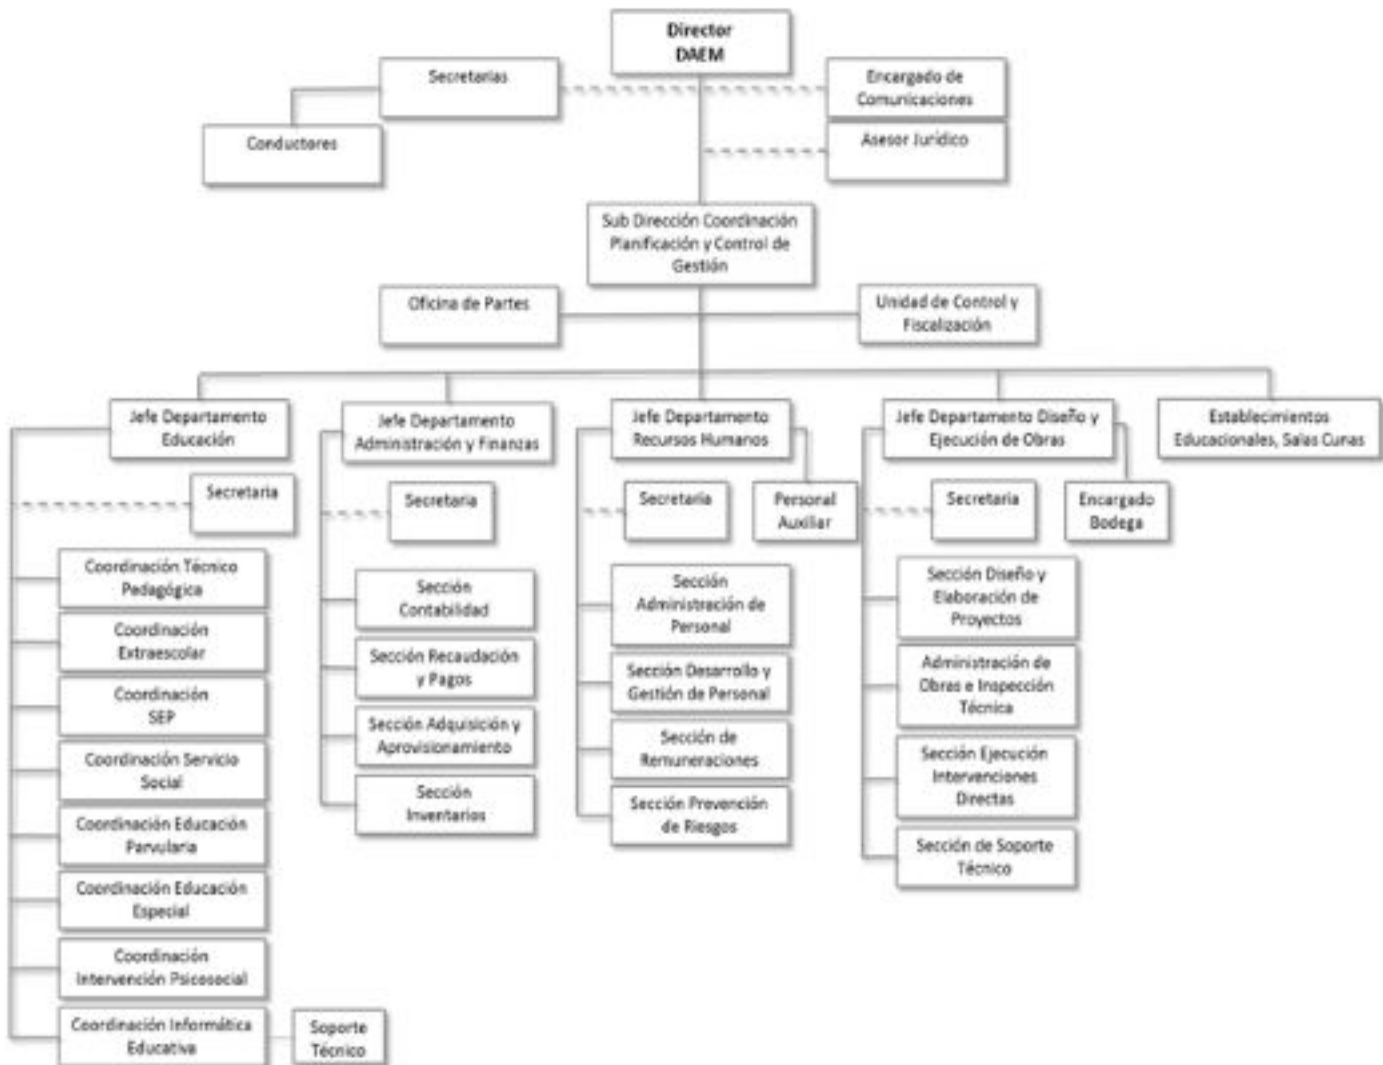 Director
DAEM
Secretarias
Encargado de
Comunicaciones
Conductores
Asesor Jurídico
Sub Dirección Coordinación
Planificación y Control de
Gestión
Oficina de Partes
Unidad de Control y
Fiscalización
Jefe Departamento
Educación
Jefe Departamento
Administración y Finanzas
Jefe Departamento
Recursos Humanos
Jefe Departamento Diseño y
Ejecución de Obras
Establecimientos
Educacionales, Salas Cunas
Secretaria
Secretaria
Secretaria
Personal
Auxiliar
Secretaria
Encargado
Bodega
Coordinación Técnico
Pedagógica
Coordinación
Extraescolar
Coordinación
SEP
Coordinación Servicio
Social
Coordinación Educación
Parvularia
Coordinación Educación
Especial
Coordinación
Intervención Psicosocial
Coordinación Informática
Educativa
Soporte
Técnico
Sección
Contabilidad
Sección Recaudación
y Pagos
Sección Adquisición y
Aprovisionamiento
Sección
Inventarios
Sección
Administración de
Personal
Sección Desarrollo y
Gestión de Personal
Sección de
Remuneraciones
Sección Prevención
de Riesgos
Sección Diseño y
Elaboración de
Proyectos
Administración de
Obras e Inspección
Técnica
Sección Ejecución
Intervenciones
Directas
Sección de Soporte
Técnico